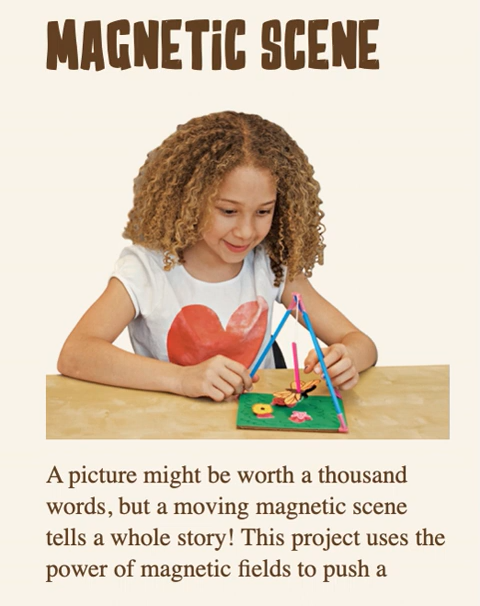 MAGNETiC SCENE
A picture might be worth a thousand
words, but a moving magnetic scene
tells a whole story! This project uses the
power of magnetic fields to push a